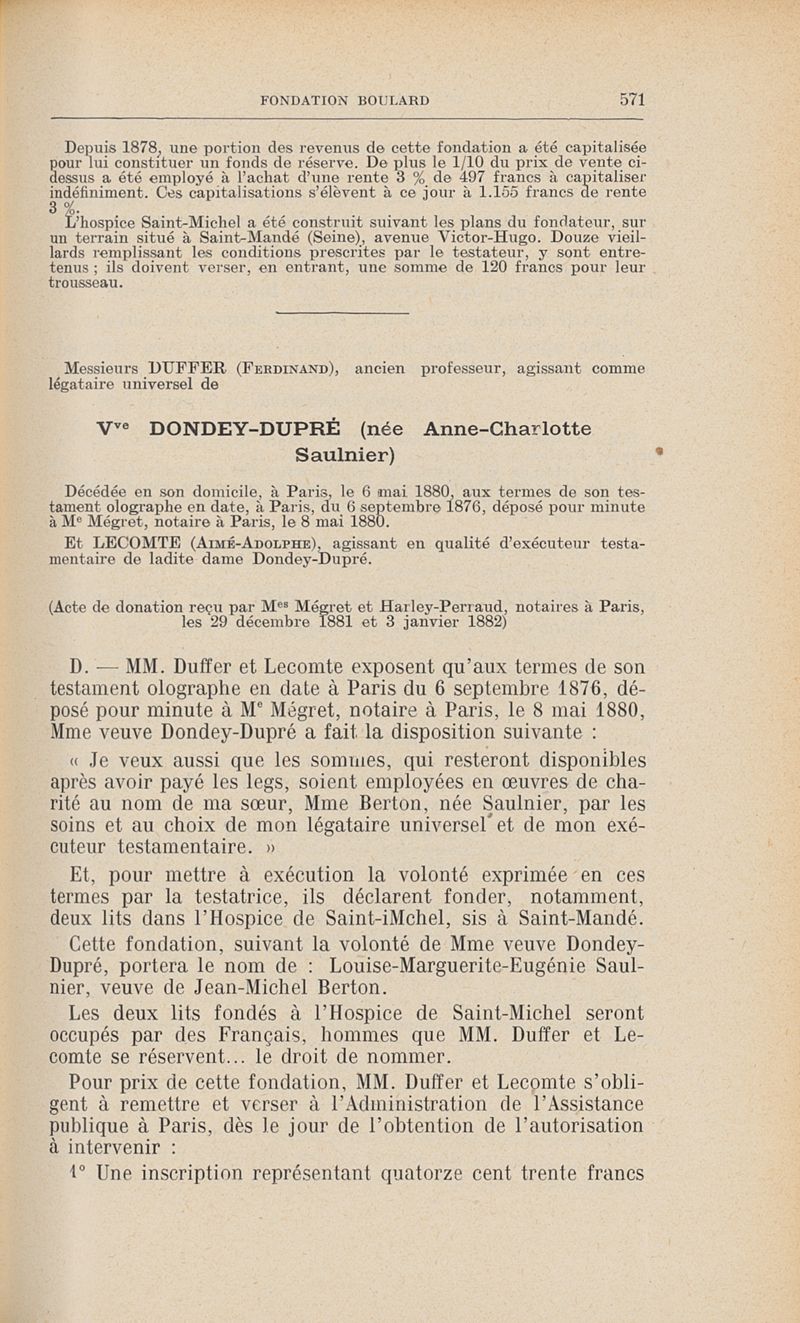 FONDATION BOULARD 571
Depuis 1878, une portion des revenus de cette fondation a été capitalisée
pour lui constituer un fonds de réserve. De plus le 1/10 du prix de vente ci-
dessus a été employé à l'achat d'une rente 3 % de 497 francs à capitaliser
indéfiniment. Ces capitalisations s'élèvent à ce jour à 1.155 francs de rente
3 %.
L'hospice Saint-Michel a été construit suivant les plans du fondateur, sur
un terrain situé à Saint-Mandé (Seine), avenue Victor-Hugo. Douze vieil-
lards remplissant les conditions prescrites par le testateur, y sont entre-
tenus ; ils doivent verser, en entrant, une somme de 120 francs pour leur
trousseau.
Messieurs DUFFER (Ferdinand), ancien professeur, agissant comme
légataire universel de
Vve DONDEY-DUPRÉ (née Anne-Charlotte
Saulnier)
Décédée en son domicile, à Paris, le 6 mai 1880, aux termes de son tes-
tament olographe en date, à Paris, du 6 septembre 1876, déposé pour minute
à Me Mégret, notaire à Paris, le 8 mai 1880.
Et LECOMTE (Aimé-Adolphe), agissant en qualité d'exécuteur testa-
mentaire de ladite dame Dondey-Dupré.
(Acte de donation reçu par Mes Mégret et Harley-Perraud, notaires à Paris,
les 29 décembre 1881 et 3 janvier 1882)
D. — MM. Duffer et Lecomte exposent qu'aux termes de son
testament olographe en date à Paris du 6 septembre 1876, dé-
posé pour minute à Me Mégret, notaire à Paris, le 8 mai 1880,
Mme veuve Dondey-Dupré a fait la disposition suivante :
« Je veux aussi que les sommes, qui resteront disponibles
après avoir payé les legs, soient employées en œuvres de cha-
rité au nom de ma sœur, Mme Berton, née Saulnier, par les
soins et au choix de mon légataire universel et de mon exé-
cuteur testamentaire. »
Et, pour mettre à exécution la volonté exprimée en ces
termes par la testatrice, ils déclarent fonder, notamment,
deux lits dans l'Hospice de Saint-iMchel, sis à Saint-Mandé.
Cette fondation, suivant la volonté de Mme veuve Dondey-
Dupré, portera le nom de : Louise-Marguerite-Eugénie Saul-
nier, veuve de Jean-Michel Berton.
Les deux lits fondés à l'Hospice de Saint-Michel seront
occupés par des Français, hommes que MM. Duffer et Le-
comte se réservent... le droit de nommer.
Pour prix de cette fondation, MM. Duffer et Lecomte s'obli-
gent à remettre et verser à l'Administration de l'Assistance
publique à Paris, dès le jour de l'obtention de l'autorisation
à intervenir :
1° Une inscription représentant quatorze cent trente francs